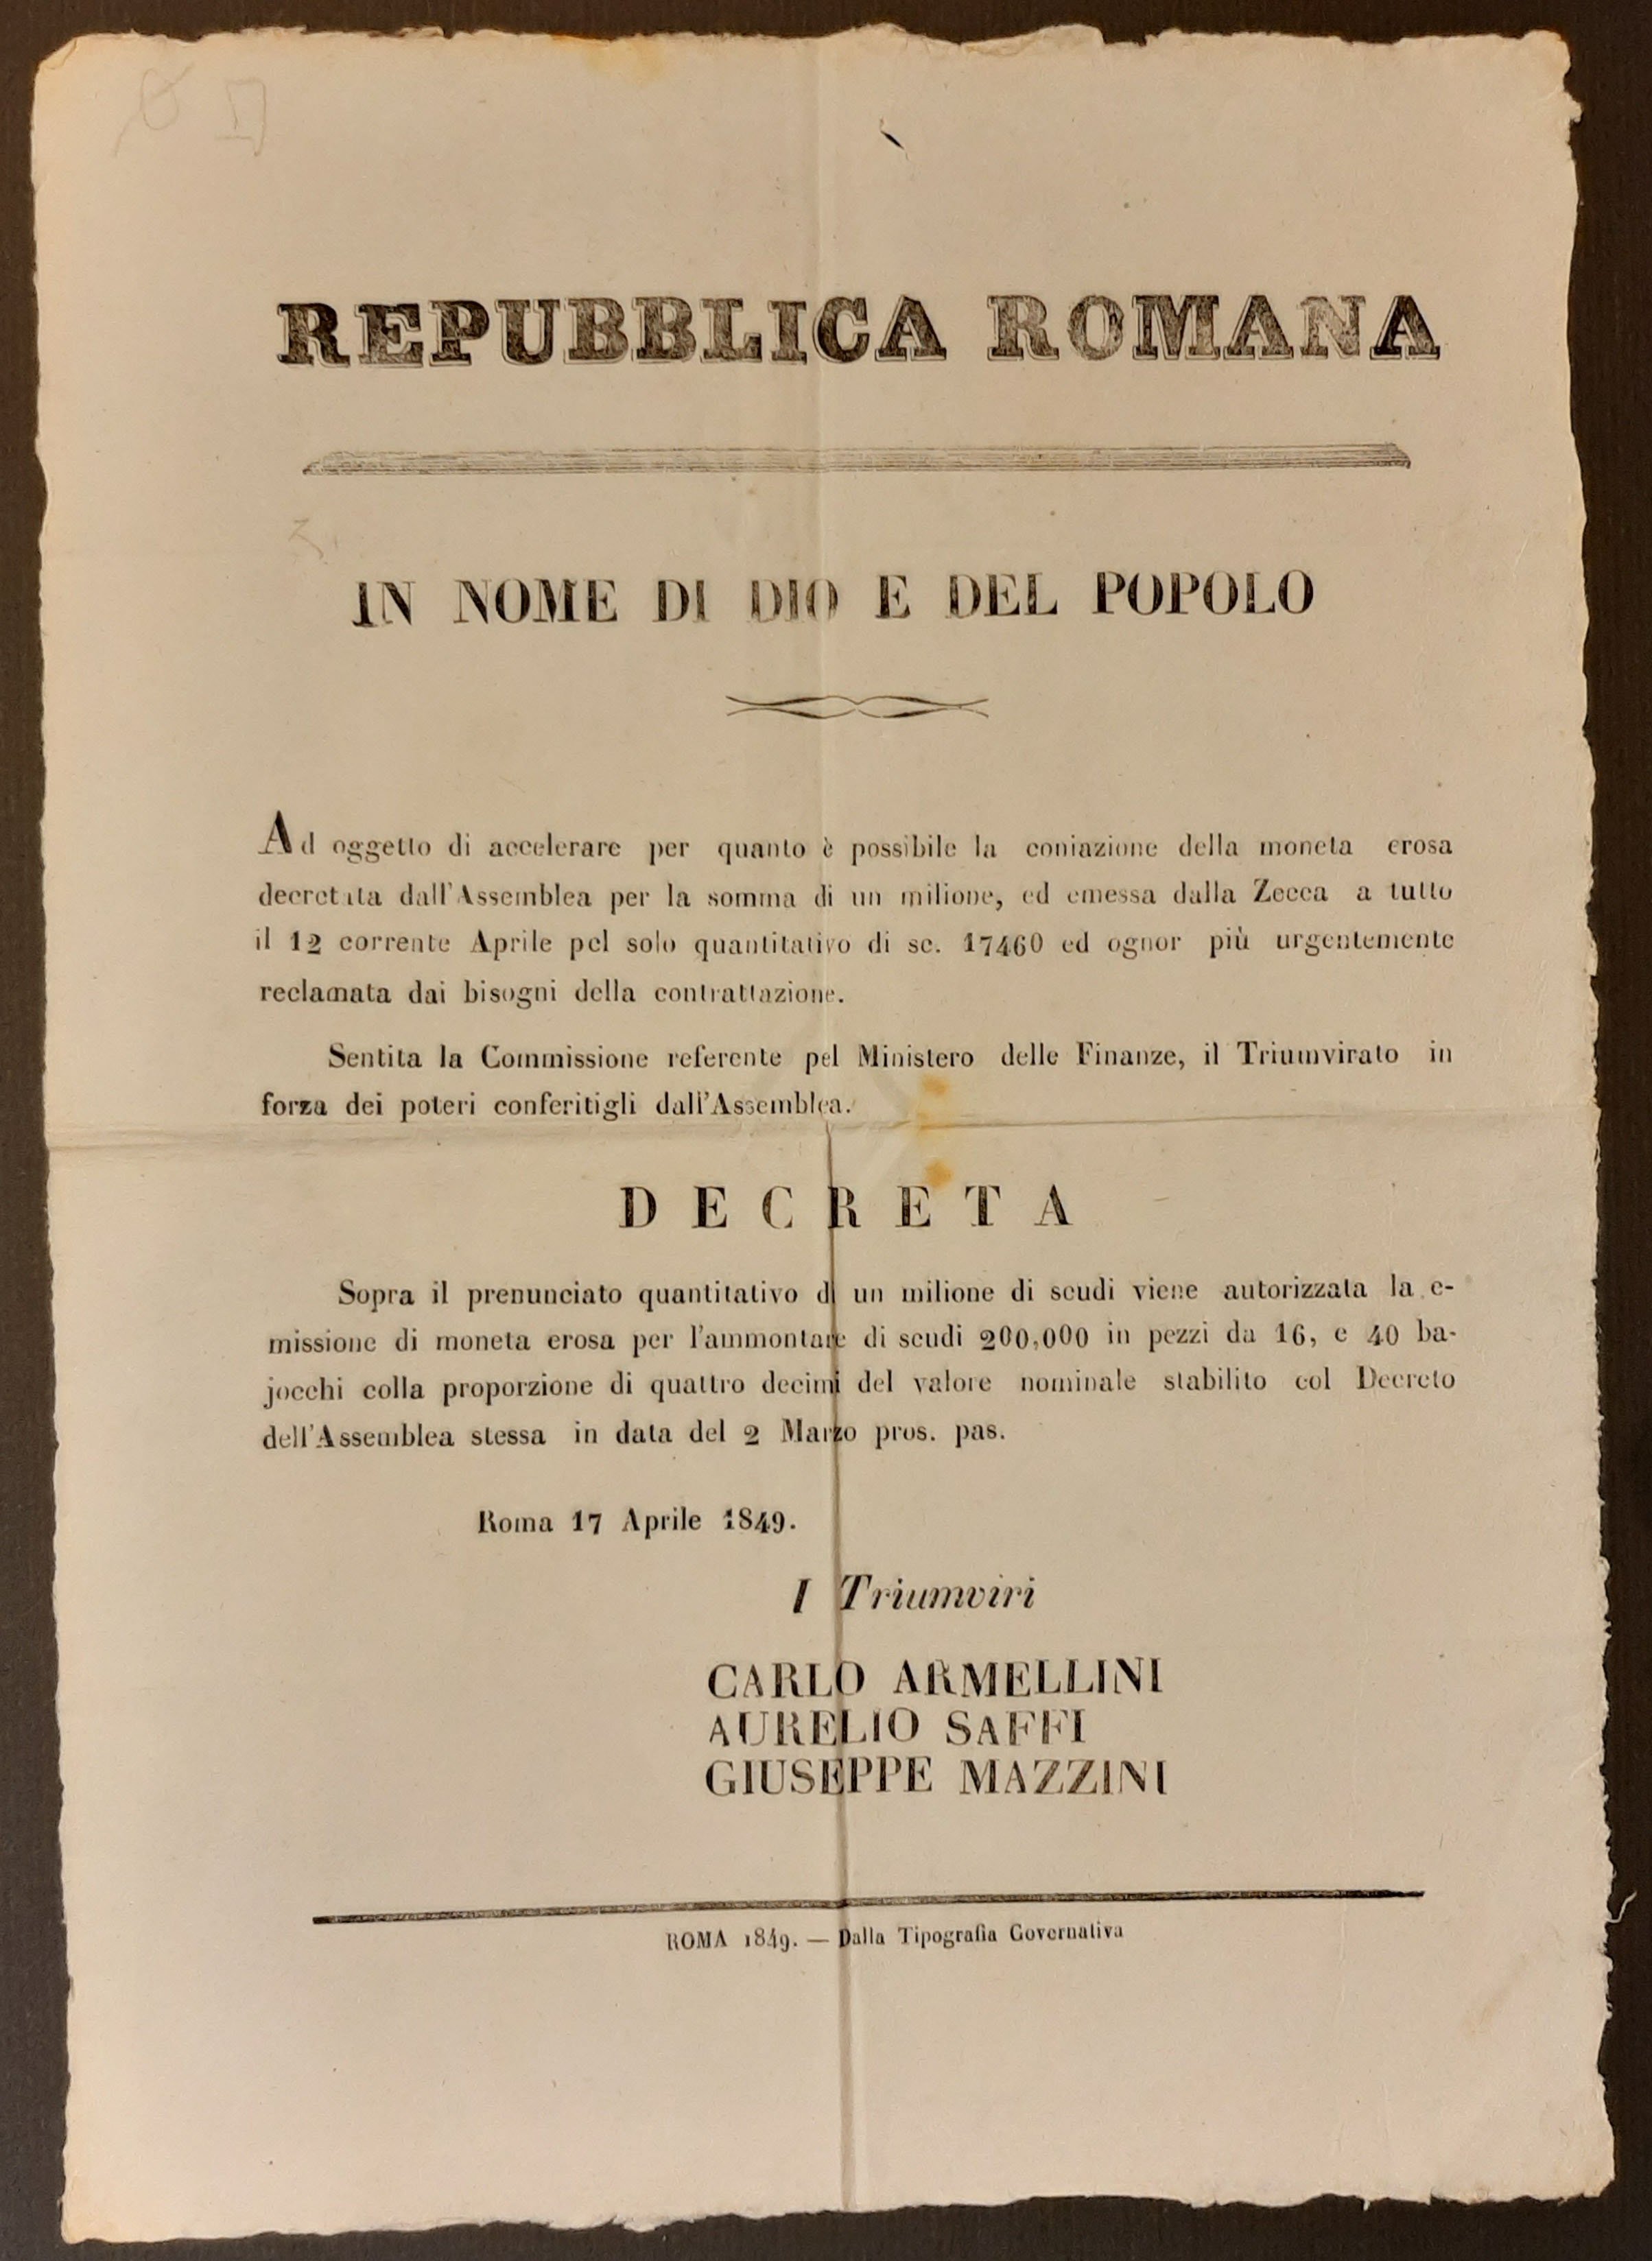 REPUBBLICA ROMANA
IN NOME DI DIO E DEL POPOLO
Ad oggetto di accelerare per quanto è possibile la coniazione della moneta erosa
decretata dall'Assemblea per la somma di un milione, ed emessa dalla Zecca a tutto
il 12 corrente Aprile pel solo quantitativo di sc. 17460 ed ognor più urgentemente
reclamata dai bisogni della contrattazione.
Sentita la Commissione referente pel Ministero delle Finanze, il Triumvirato in
forza dei poteri conferitigli dall'Assemblea.
DECRETA
Sopra il prenunciato quantitativo di un milione di scudi viene autorizzata la e-
missione di moneta erosa per l'ammontare di scudi 200,000 in pezzi da 16, e 40 ba-
jocchi colla proporzione di quattro decimi del valore nominale stabilito col Decreto
dell'Assemblea stessa in data del 2 Marzo pros. pas.
Roma 17 Aprile 1849.
I Triumviri
CARLO ARMELLINI
AURELIO SAFFI
GIUSEPPE MAZZINI
ROMA 1849. — Dalla Tipografia Governativa